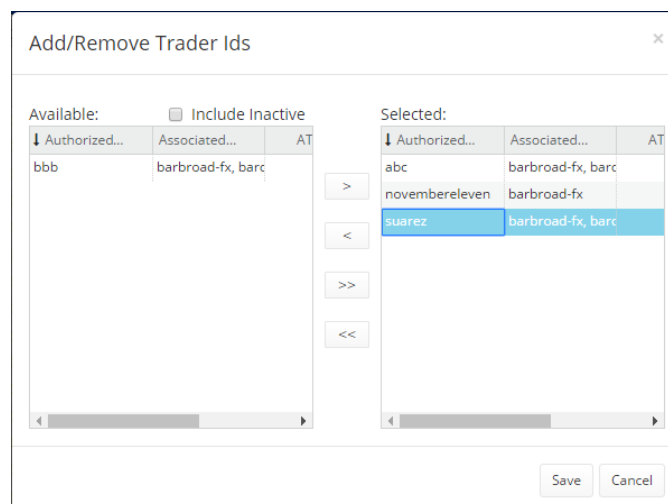 Add/Remove Trader Ids ×
Available: Include Inactive Selected:
Authorized... Associated... AT Authorized... Associated... AT
bbb barbroad-fx, barc > abc barbroad-fx, barc
novembereleven barbroad-fx
suarez barbroad-fx, barc
<
>>
<<
Save Cancel